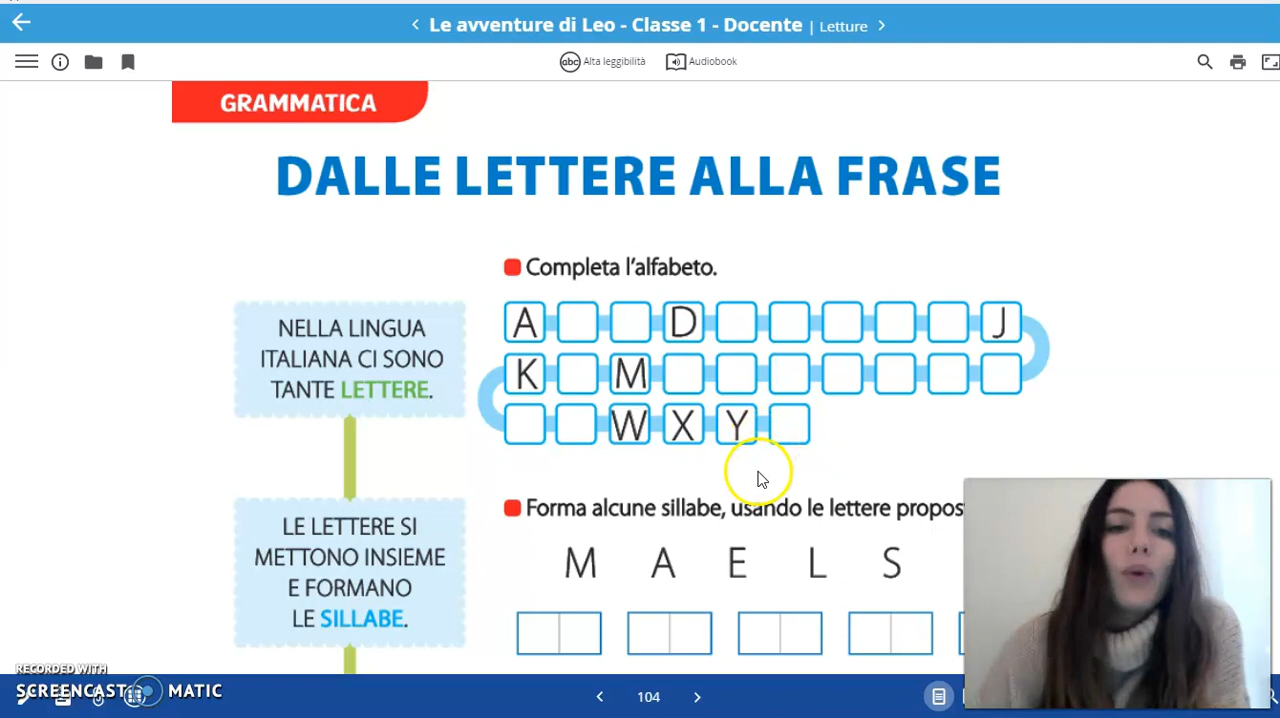 Le avventure di Leo - Classe 1 - Docente | Letture
abc Alta leggibilità Audiobook
GRAMMATICA
DALLE LETTERE ALLA FRASE
Completa l'alfabeto.
A D J
K M
W X Y
NELLA LINGUA
ITALIANA CI SONO
TANTE LETTERE.
Forma alcune sillabe, usando le lettere propos
M A E L S
LE LETTERE SI
METTONO INSIEME
E FORMANO
LE SILLABE.
RECORDED WITH
SCREENCAST MATIC
104